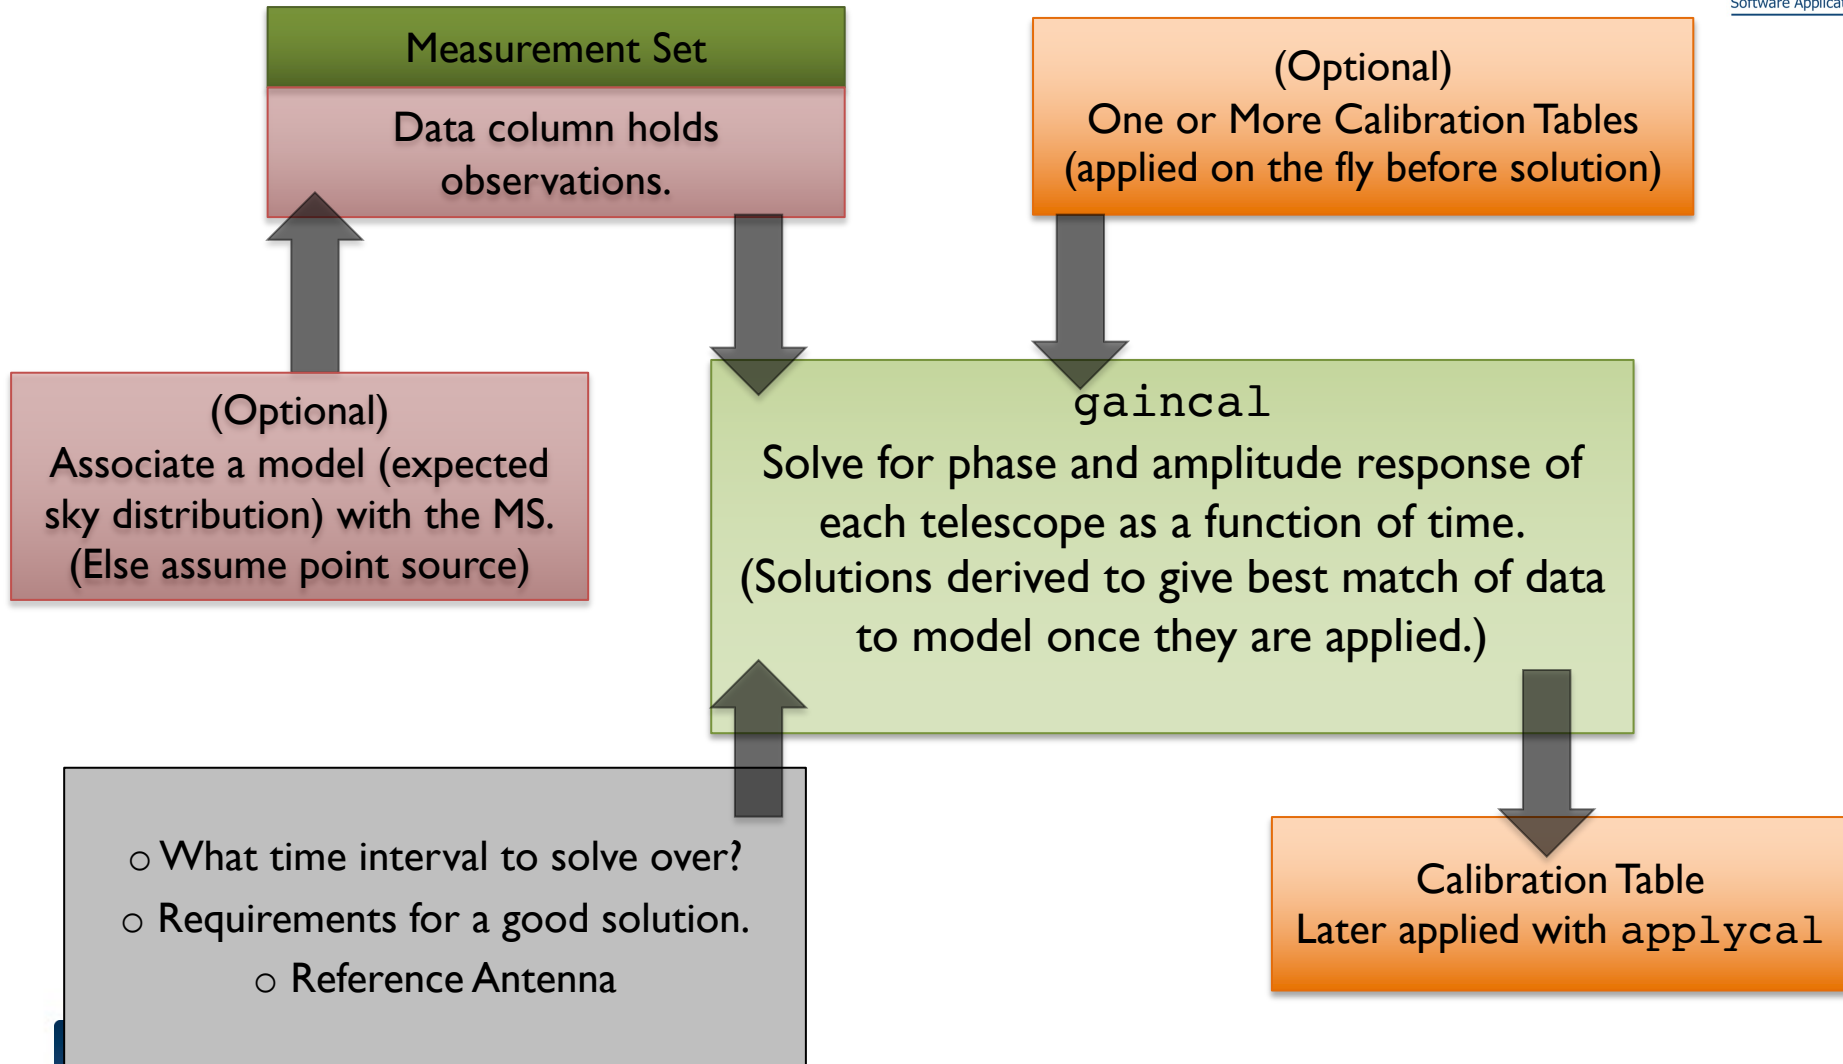 Software Applicat
Measurement Set
Data column holds
observations.
(Optional)
One or More Calibration Tables
(applied on the fly before solution)
(Optional)
Associate a model (expected
sky distribution) with the MS.
(Else assume point source)
gaincal
Solve for phase and amplitude response of
each telescope as a function of time.
(Solutions derived to give best match of data
to model once they are applied.)
o What time interval to solve over?
o Requirements for a good solution.
o Reference Antenna
Calibration Table
Later applied with applycal